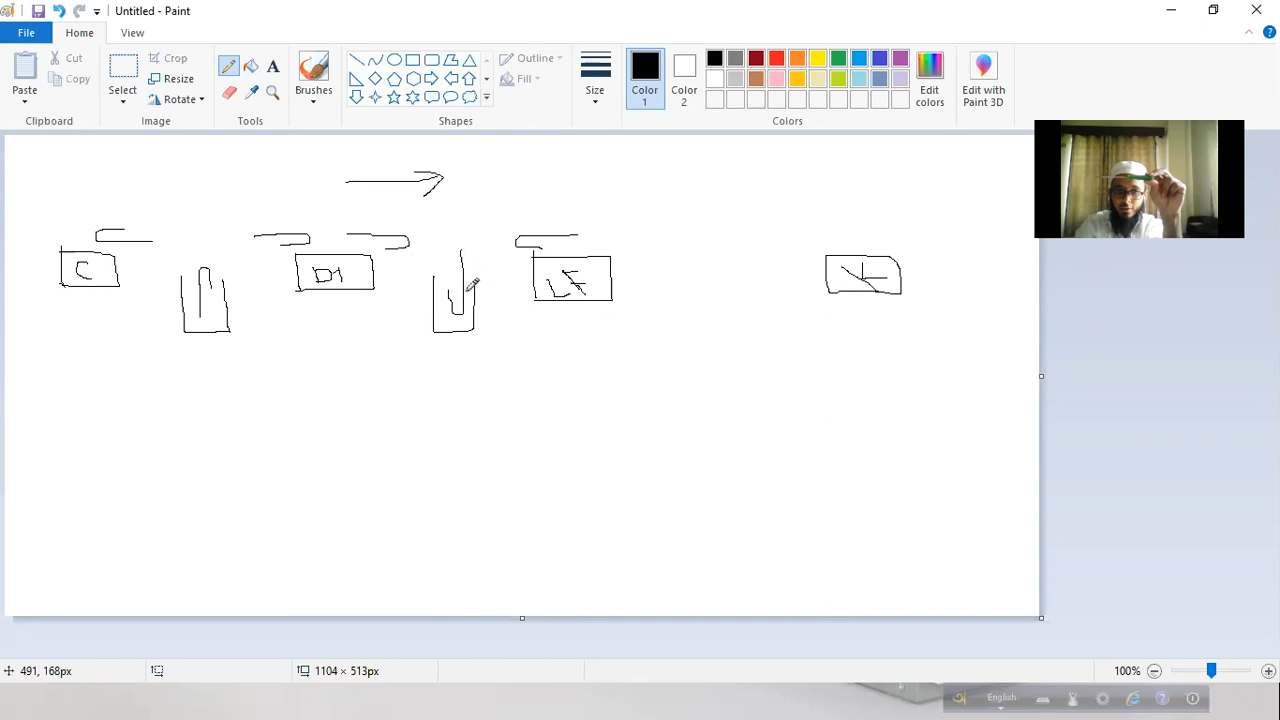 Untitled - Paint
File
Home
View
Paste
Cut
Copy
Clipboard
Select
Crop
Resize
Rotate
Image
A
Tools
Brushes
Shapes
Outline
Fill
Size
Color 1
Color 2
Colors
Edit colors
Edit with Paint 3D
C
D1
491, 168px
1104 × 513px
100%
English